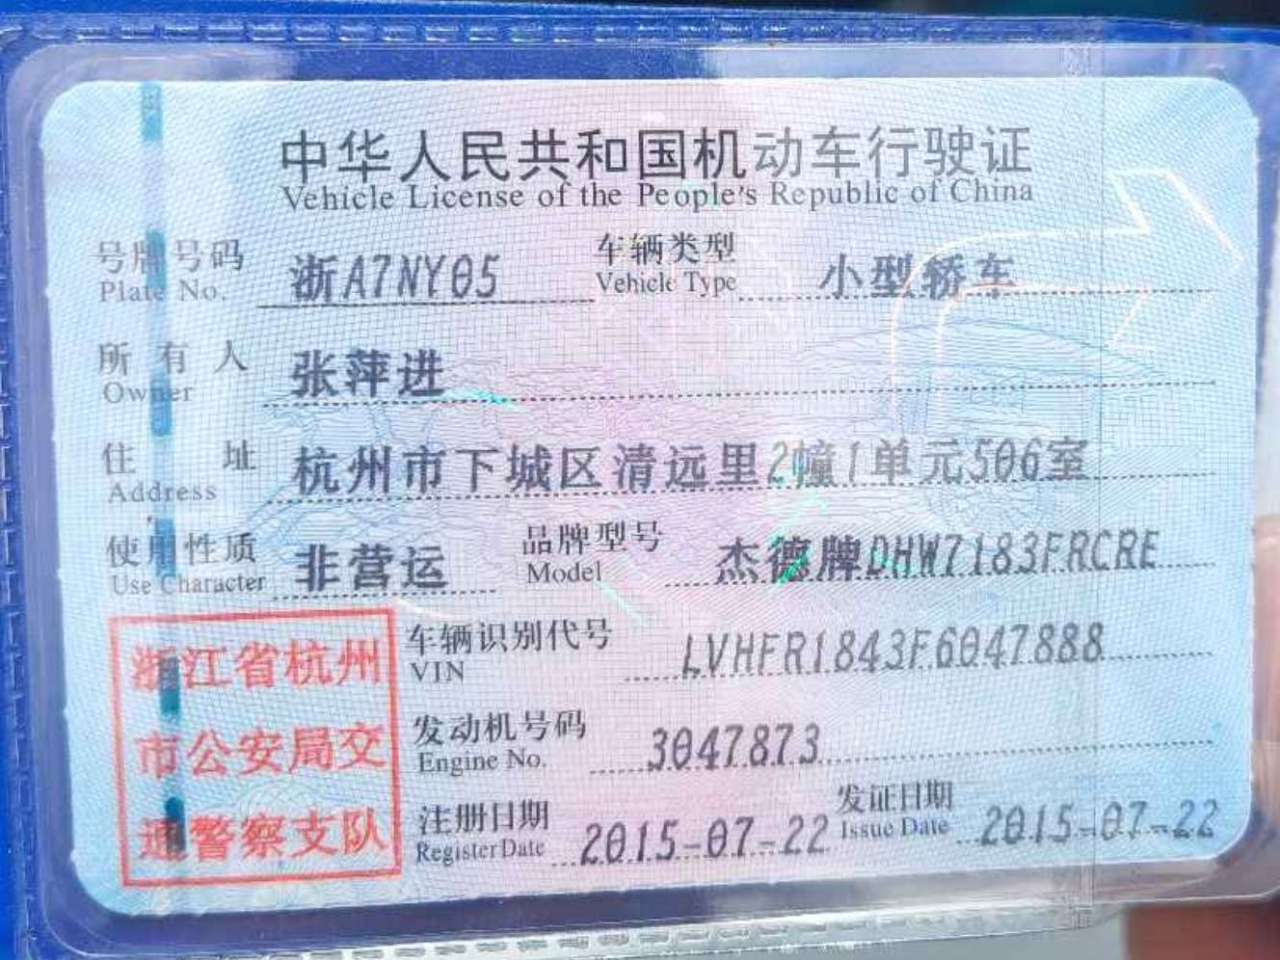 中华人民共和国机动车行驶证
Vehicle License of the People's Republic of China
号牌号码 浙A7NY05 车辆类型 小型轿车
Plate No. Vehicle Type
所有人 张萍进
Owner
住址 杭州市下城区清远里2幢1单元506室
Address
使用性质 非营运 品牌型号 杰德牌DHW7183FRCRE
Use Character Model
浙江省杭州
市公安局交
通警察支队
车辆识别代号 LVHFR1843F6047888
VIN
发动机号码 3047873
Engine No.
注册日期 2015-07-22 发证日期 2015-07-22
Register Date Issue Date